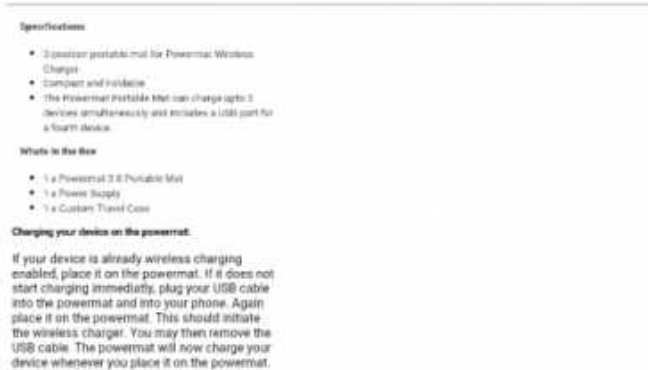 Specifications
3 position portable mat for Powermat Wireless
Charger
Compact and Foldable
The Powermat Portable Mat can charge upto 3
devices simultaneously and includes a USB port for
a fourth device.
Whats in the Box
1 x Powermat 3 X Portable Mat
1 x Power Supply
1 x Custom Travel Case
Charging your device on the powermat.
If your device is already wireless charging
enabled, place it on the powermat. If it does not
start charging immediatly, plug your USB cable
into the powermat and into your phone. Again
place it on the powermat. This should initiate
the wireless charger. You may then remove the
USB cable. The powermat will now charge your
device whenever you place it on the powermat.